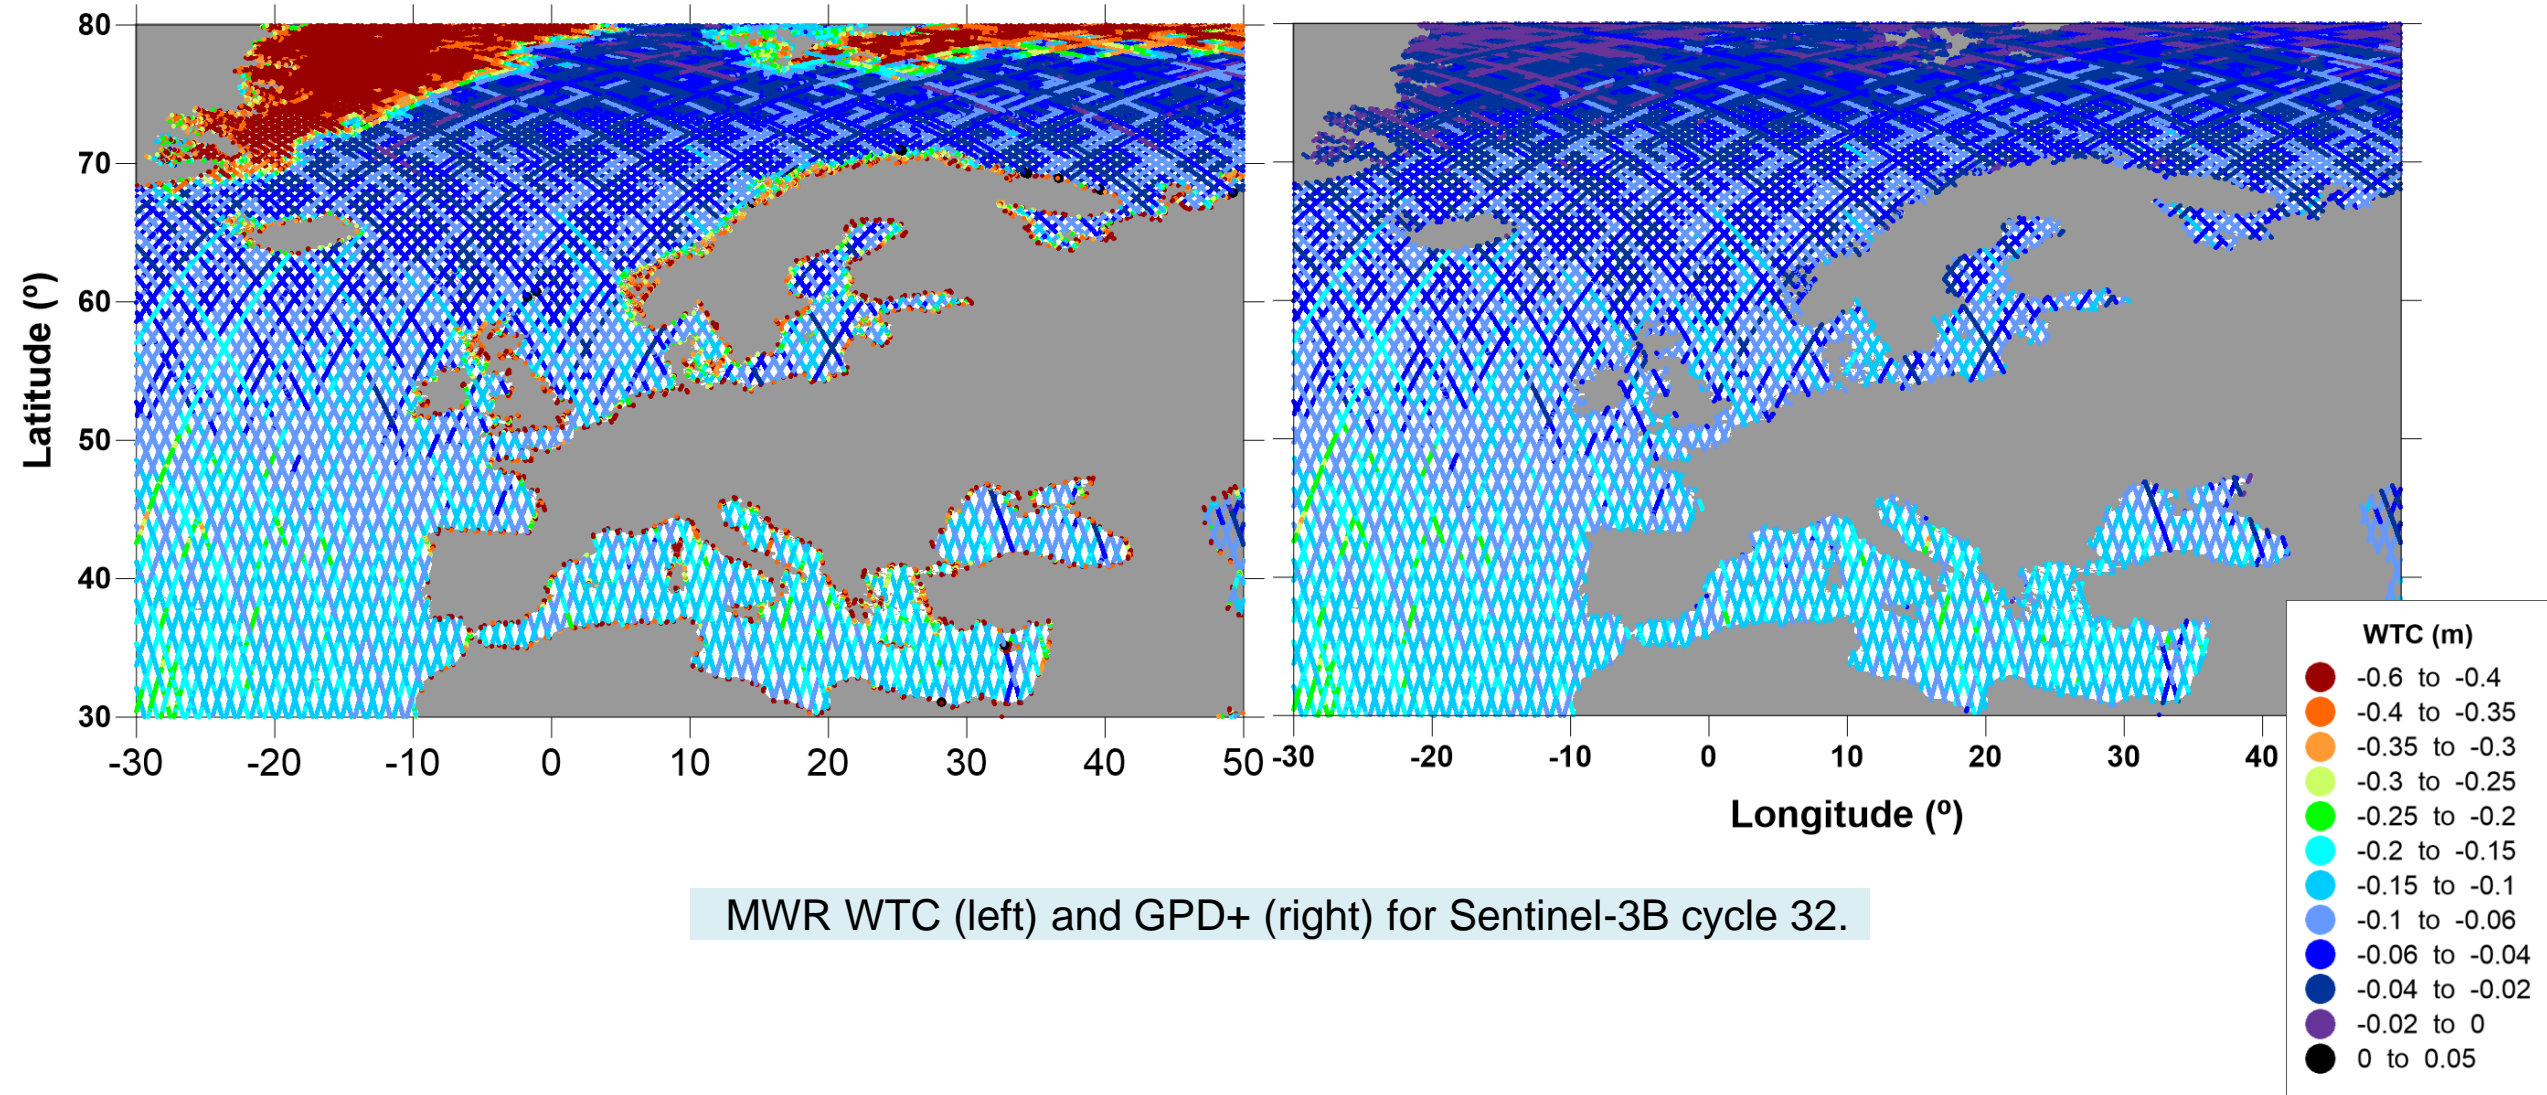 80
70
60
50
40
30
Latitude (º)
-30 -20 -10 0 10 20 30 40 50
-30 -20 -10 0 10 20 30 40
Longitude (º)
WTC (m)
-0.6 to -0.4
-0.4 to -0.35
-0.35 to -0.3
-0.3 to -0.25
-0.25 to -0.2
-0.2 to -0.15
-0.15 to -0.1
-0.1 to -0.06
-0.06 to -0.04
-0.04 to -0.02
-0.02 to 0
0 to 0.05
MWR WTC (left) and GPD+ (right) for Sentinel-3B cycle 32.